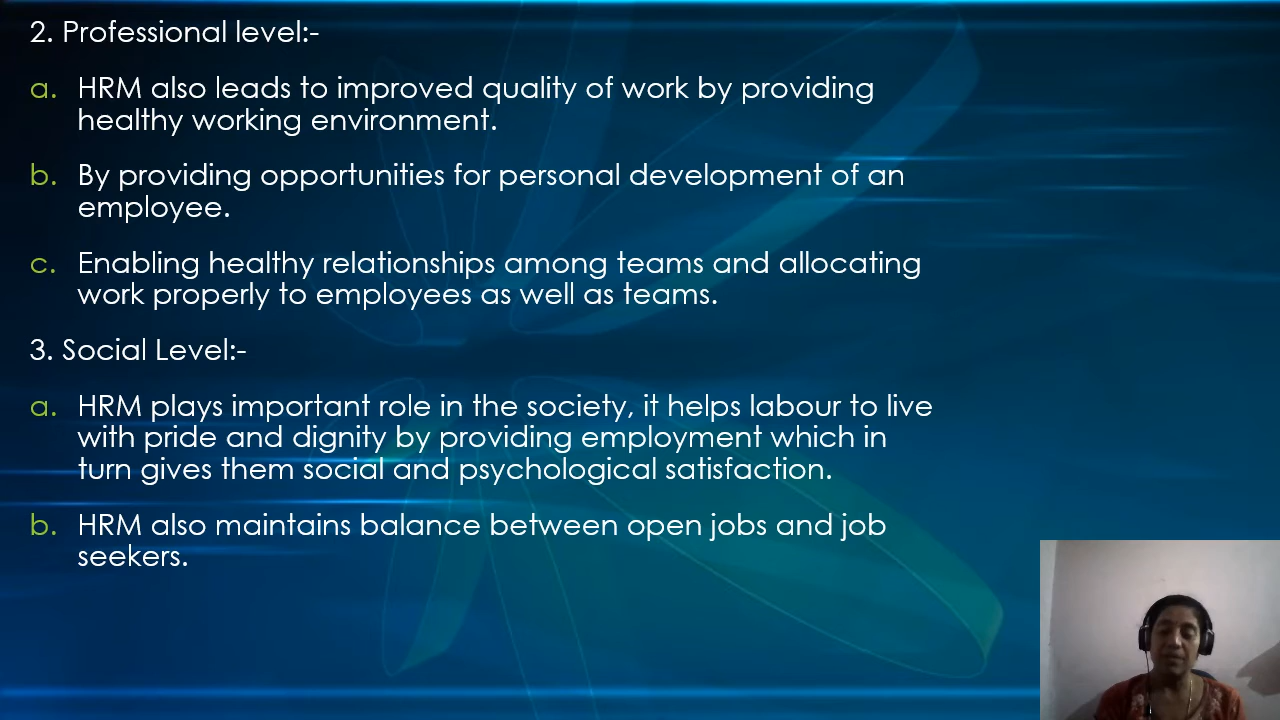 2. Professional level:-
a. HRM also leads to improved quality of work by providing
healthy working environment.
b. By providing opportunities for personal development of an
employee.
c. Enabling healthy relationships among teams and allocating
work properly to employees as well as teams.
3. Social Level:-
a. HRM plays important role in the society, it helps labour to live
with pride and dignity by providing employment which in
turn gives them social and psychological satisfaction.
b. HRM also maintains balance between open jobs and job
seekers.